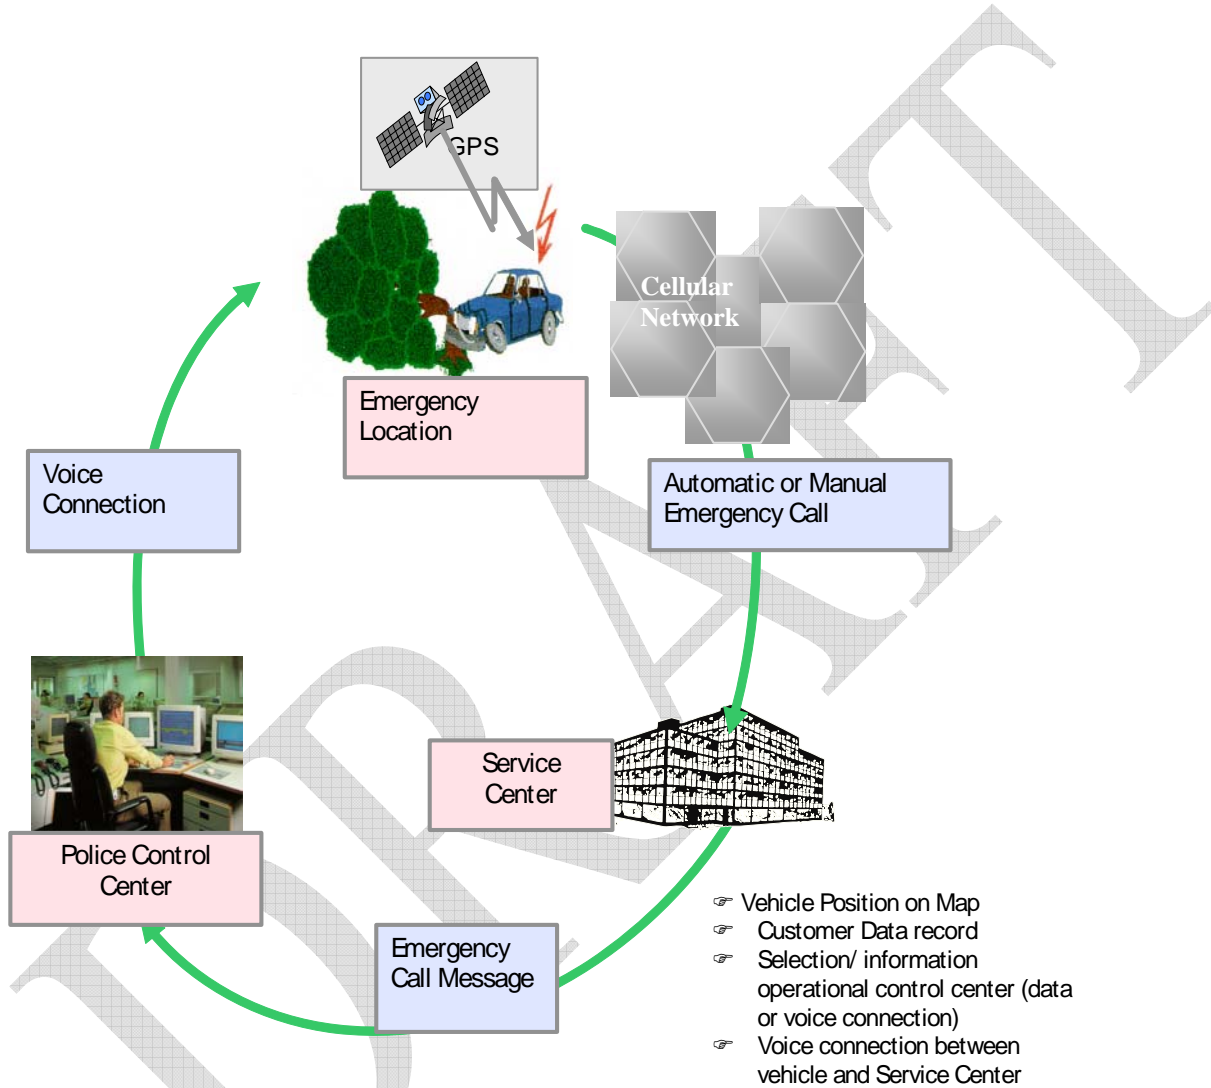 GPS
Cellular
Network
Emergency
Location
Voice
Connection
Automatic or Manual
Emergency Call
Service
Center
Police Control
Center
Emergency
Call Message
☞ Vehicle Position on Map
☞ Customer Data record
☞ Selection/ information
operational control center (data
or voice connection)
☞ Voice connection between
vehicle and Service Center
DRAFT